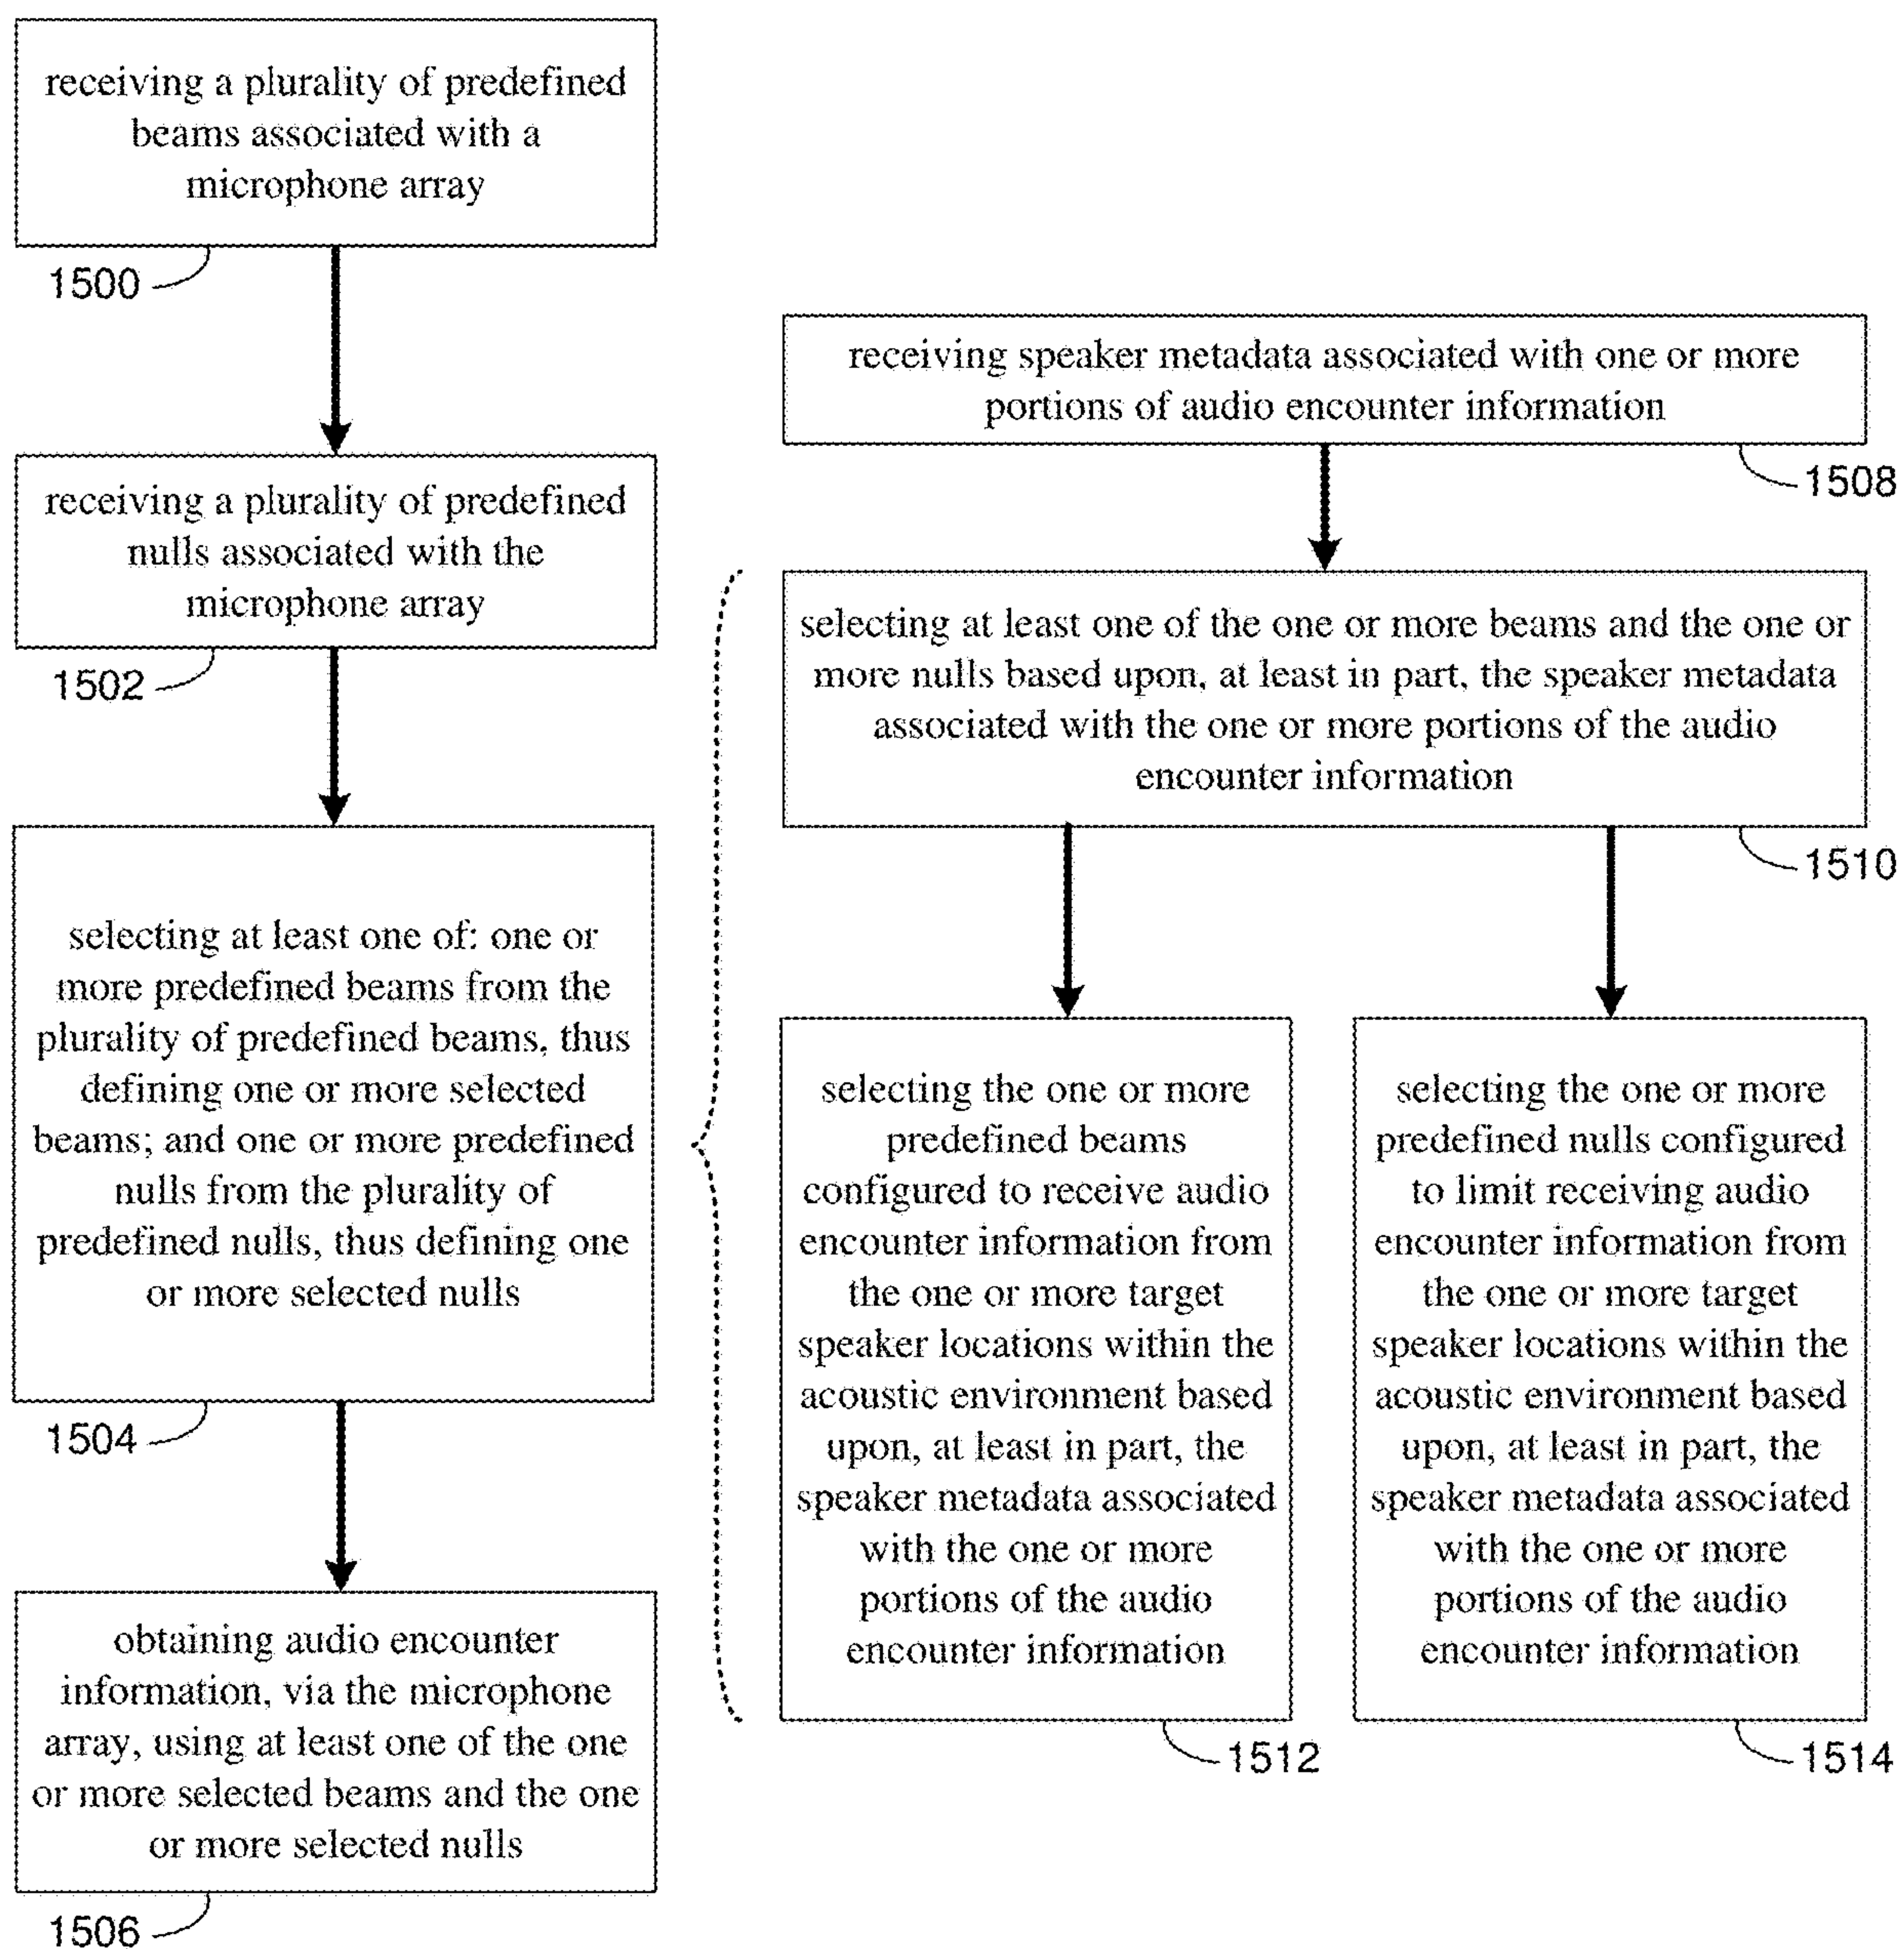 receiving a plurality of predefined
beams associated with a
microphone array
1500
receiving a plurality of predefined
nulls associated with the
microphone array
1502
selecting at least one of: one or
more predefined beams from the
plurality of predefined beams, thus
defining one or more selected
beams; and one or more predefined
nulls from the plurality of
predefined nulls, thus defining one
or more selected nulls
1504
obtaining audio encounter
information, via the microphone
array, using at least one of the one
or more selected beams and the one
or more selected nulls
1506
receiving speaker metadata associated with one or more
portions of audio encounter information
1508
selecting at least one of the one or more beams and the one or
more nulls based upon, at least in part, the speaker metadata
associated with the one or more portions of the audio
encounter information
1510
selecting the one or more
predefined beams
configured to receive audio
encounter information from
the one or more target
speaker locations within the
acoustic environment based
upon, at least in part, the
speaker metadata associated
with the one or more
portions of the audio
encounter information
1512
selecting the one or more
predefined nulls configured
to limit receiving audio
encounter information from
the one or more target
speaker locations within the
acoustic environment based
upon, at least in part, the
speaker metadata associated
with the one or more
portions of the audio
encounter information
1514